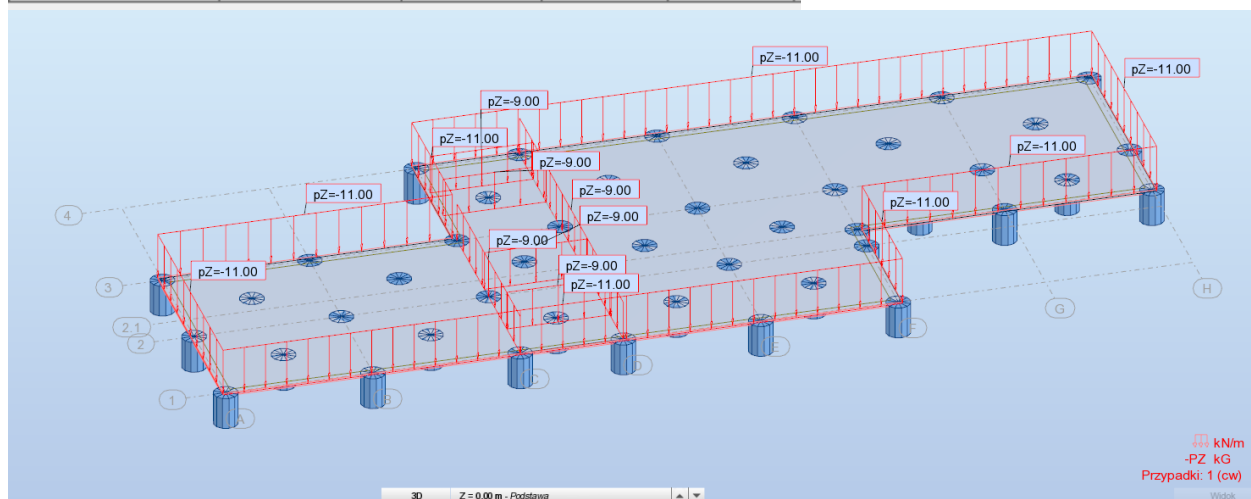 pZ=-11.00
pZ=-11.00
pZ=-9.00
pZ=-11.00
pZ=-11.00
pZ=-9.00
pZ=-11.00
pZ=-9.00
pZ=-11.00
pZ=-9.00
pZ=-9.00
pZ=-11.00
pZ=-9.00
pZ=-11.00
4
3
2.1
2
1
A
B
C
D
E
F
G
H
kN/m
-PZ kG
Przypadki: 1 (cw)
3D Z = 0.00 m - Podstawa
Widok